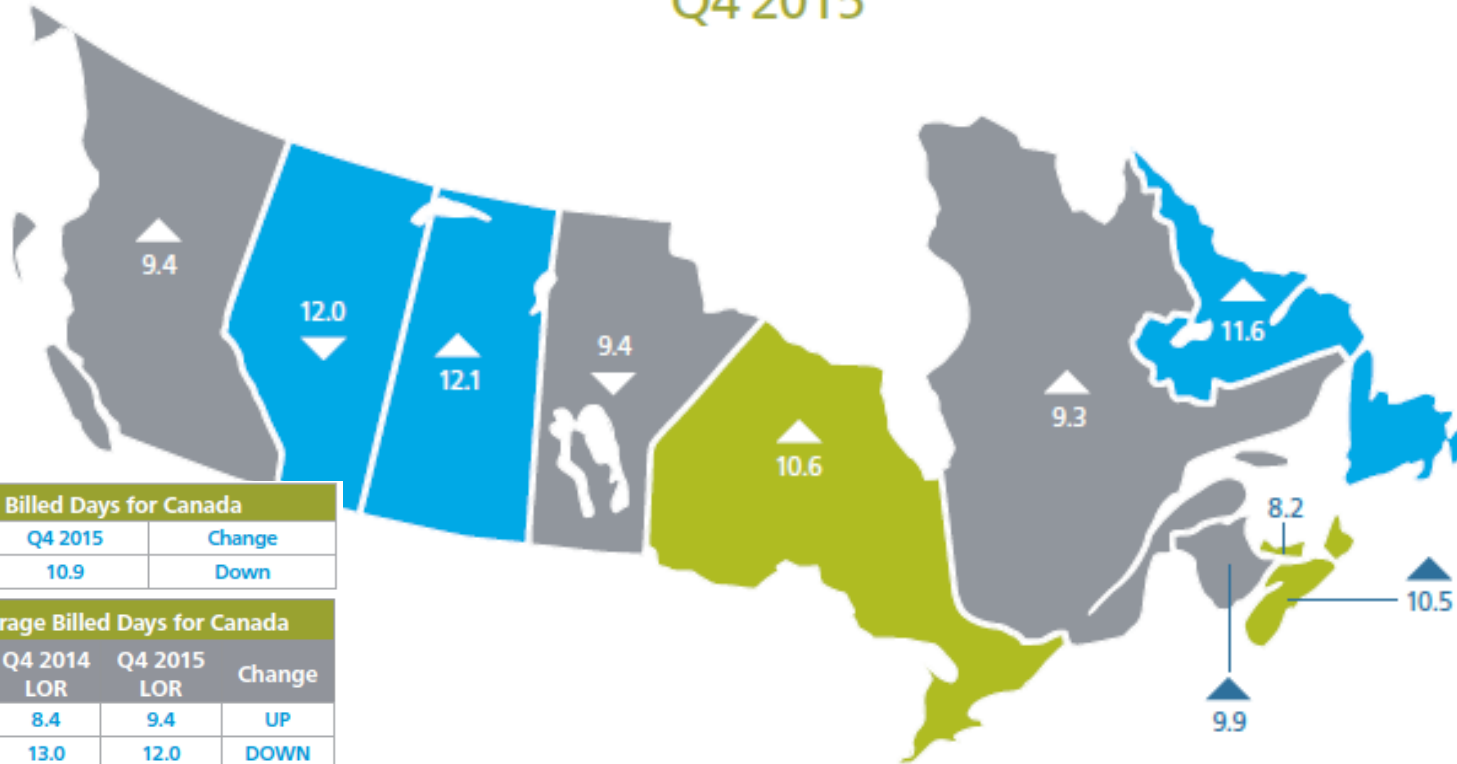 Q4 2015
9.4
12.0
12.1
9.4
10.6
9.3
11.6
8.2
10.5
9.9
Billed Days for Canada
Q4 2015 Change
10.9 Down
rage Billed Days for Canada
Q4 2014 LOR Q4 2015 LOR Change
8.4 9.4 UP
13.0 12.0 DOWN